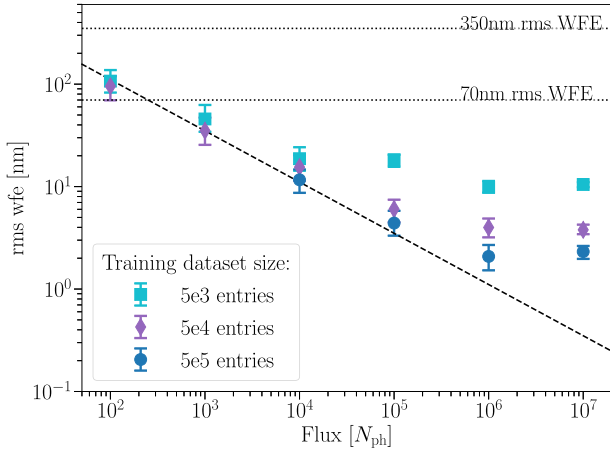 350nm rms WFE
70nm rms WFE
rms wfe [nm]
10^2
10^1
10^0
10^−1
Training dataset size:
5e3 entries
5e4 entries
5e5 entries
10^2 10^3 10^4 10^5 10^6 10^7
Flux [N_ph]